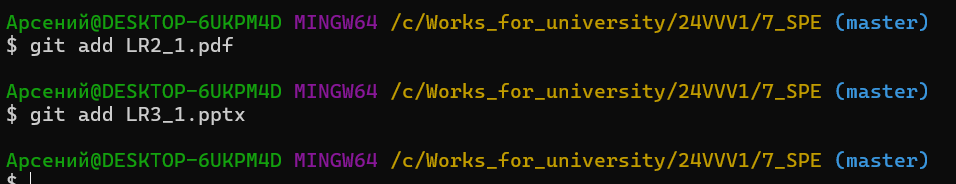 Арсений@DESKTOP-6UKPM4D MINGW64 /c/Works_for_university/24VVV1/7_SPE (master)
$ git add LR2_1.pdf
Арсений@DESKTOP-6UKPM4D MINGW64 /c/Works_for_university/24VVV1/7_SPE (master)
$ git add LR3_1.pptx
Арсений@DESKTOP-6UKPM4D MINGW64 /c/Works_for_university/24VVV1/7_SPE (master)
$